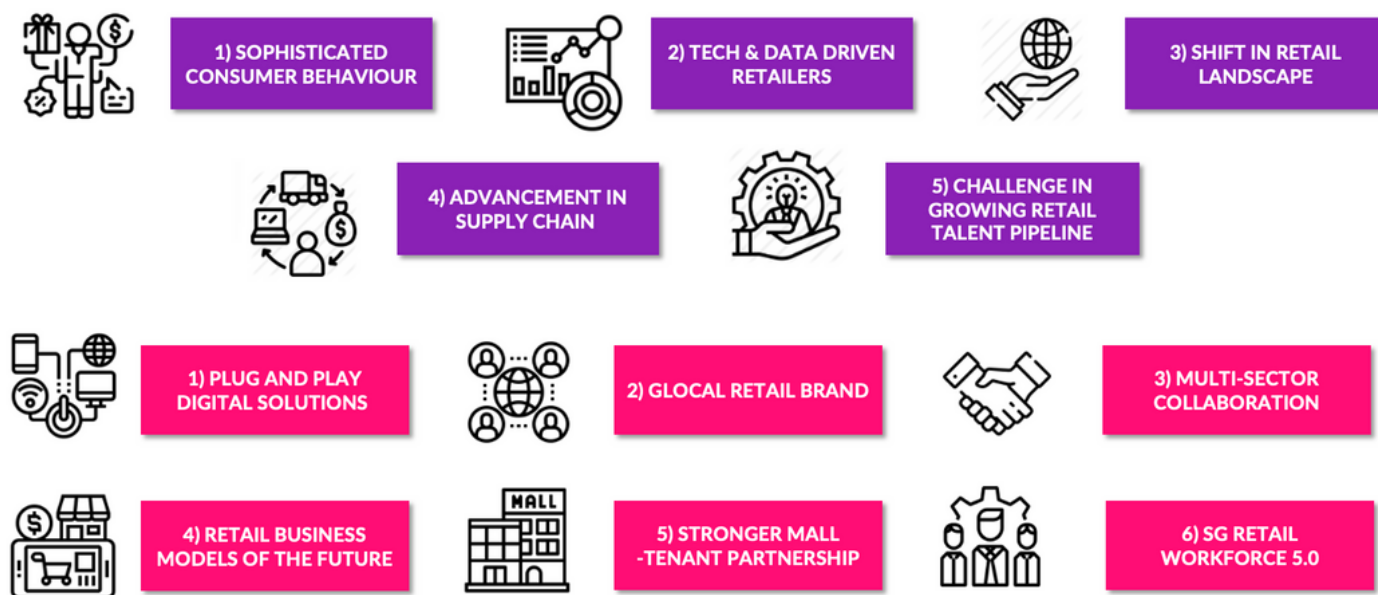 1) SOPHISTICATED
CONSUMER BEHAVIOUR
2) TECH & DATA DRIVEN
RETAILERS
3) SHIFT IN RETAIL
LANDSCAPE
4) ADVANCEMENT IN
SUPPLY CHAIN
5) CHALLENGE IN
GROWING RETAIL
TALENT PIPELINE
1) PLUG AND PLAY
DIGITAL SOLUTIONS
2) GLOCAL RETAIL BRAND
3) MULTI-SECTOR
COLLABORATION
4) RETAIL BUSINESS
MODELS OF THE FUTURE
MALL
5) STRONGER MALL
-TENANT PARTNERSHIP
6) SG RETAIL
WORKFORCE 5.0